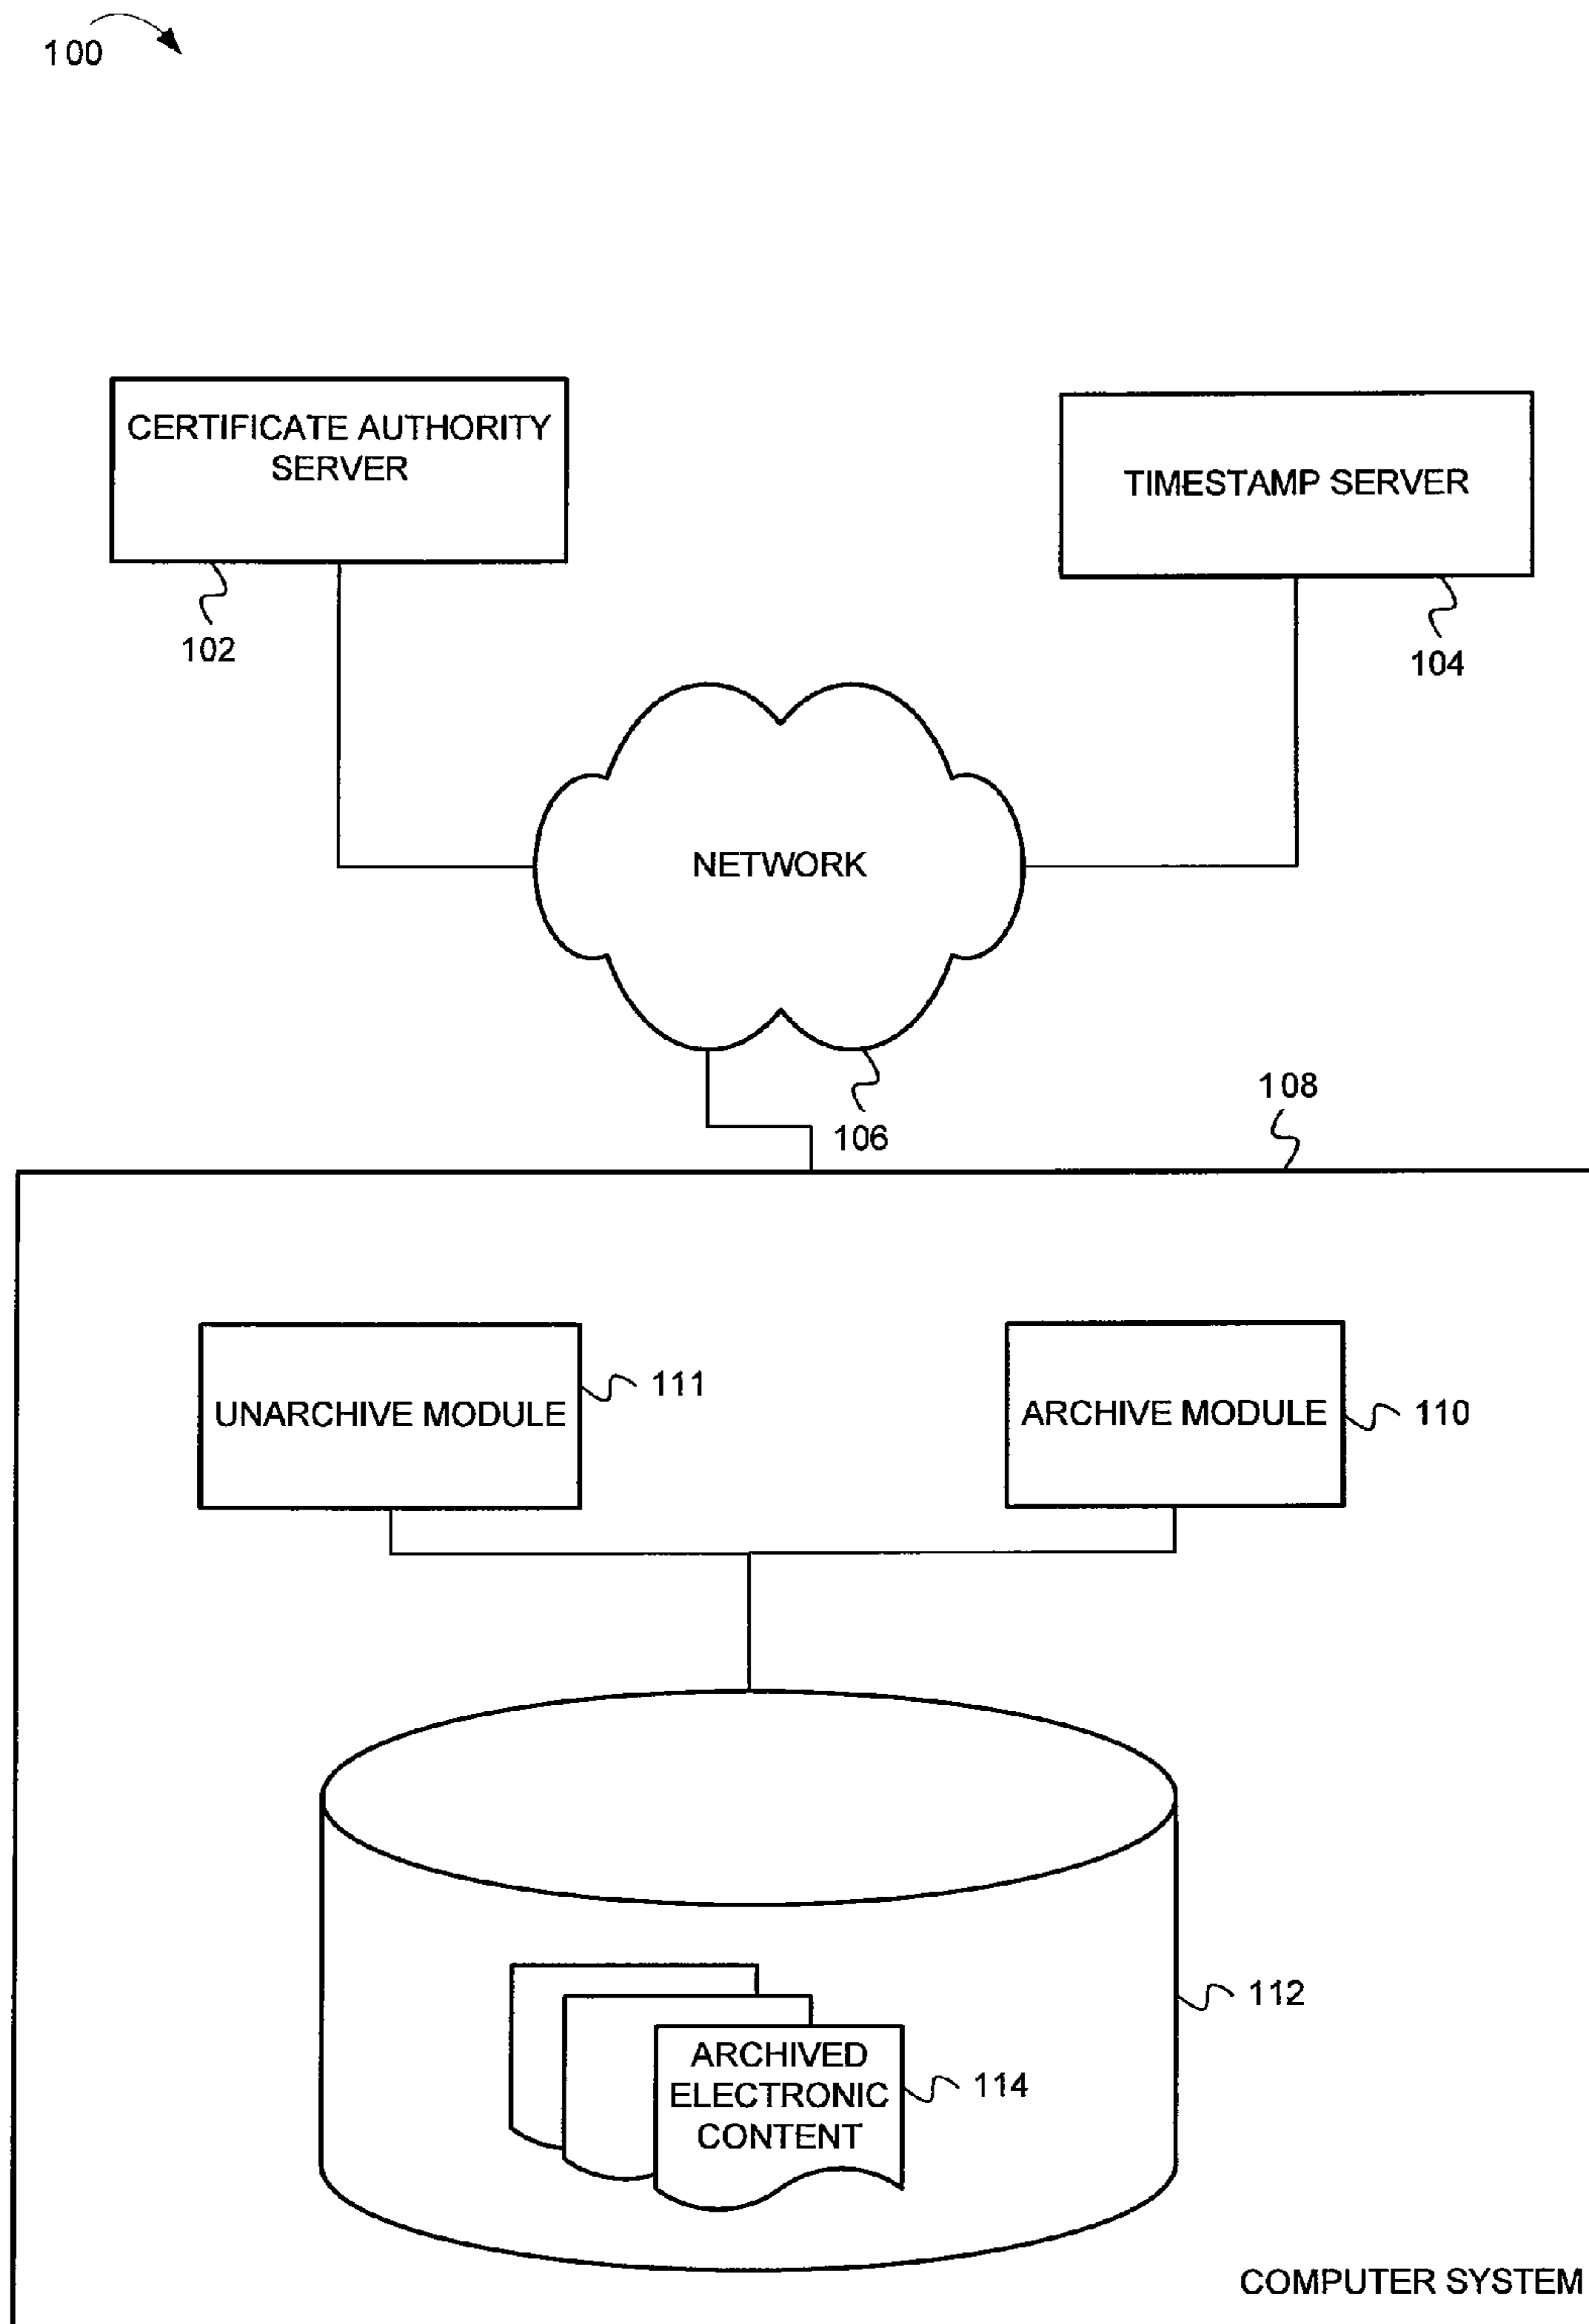 100
CERTIFICATE AUTHORITY
SERVER
TIMESTAMP SERVER
102
104
NETWORK
106
108
UNARCHIVE MODULE
111
ARCHIVE MODULE
110
112
ARCHIVED
ELECTRONIC
CONTENT
114
COMPUTER SYSTEM